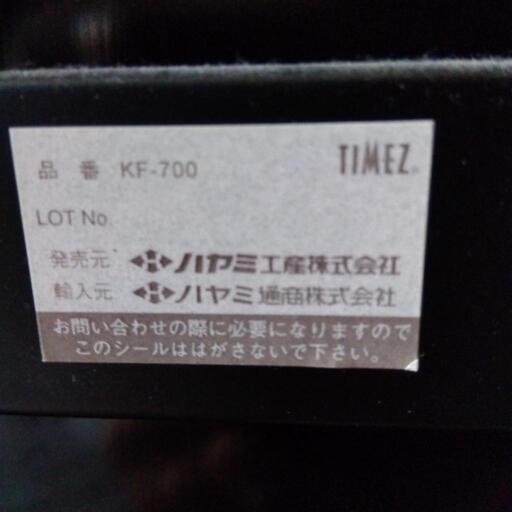 品 番 KF-700 TIMEZ
LOT No.
発売元 ハヤミ工産株式会社
輸入元 ハヤミ通商株式会社
お問い合わせの際に必要になりますので
このシールははがさないで下さい。